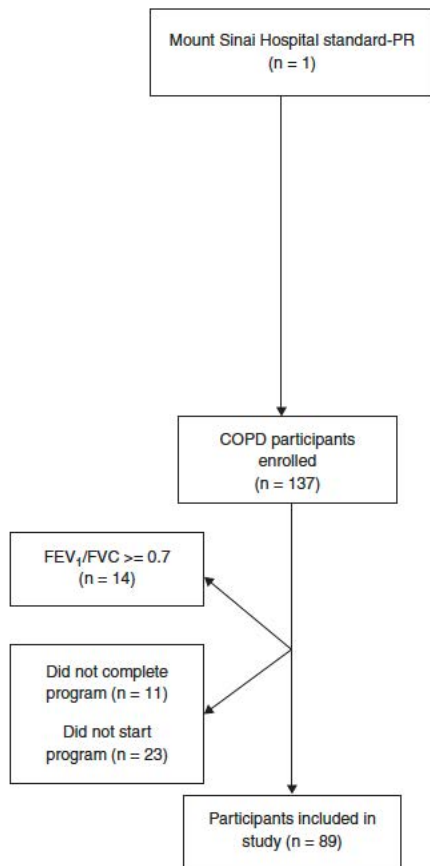 Mount Sinai Hospital standard-PR
(n = 1)
COPD participants
enrolled
(n = 137)
FEV₁/FVC >= 0.7
(n = 14)
Did not complete
program (n = 11)
Did not start
program (n = 23)
Participants included in
study (n = 89)